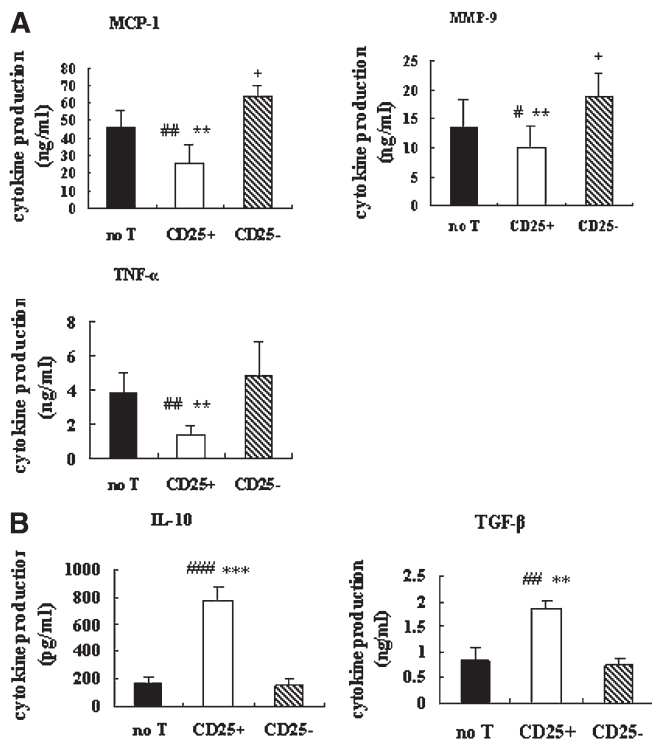 A
MCP-1
cytokine production
(ng/ml)
80
70
60
50
40
30
20
10
0
## **
+
no T CD25+ CD25-
MMP-9
cytokine production
(ng/ml)
25
20
15
10
5
0
# **
+
no T CD25+ CD25-
TNF-α
cytokine production
(ng/ml)
8
6
4
2
0
## **
no T CD25+ CD25-
B
IL-10
cytokine production
(pg/ml)
1000
800
600
400
200
0
### ***
no T CD25+ CD25-
TGF-β
cytokine production
(ng/ml)
2.5
2
1.5
1
0.5
0
## **
no T CD25+ CD25-